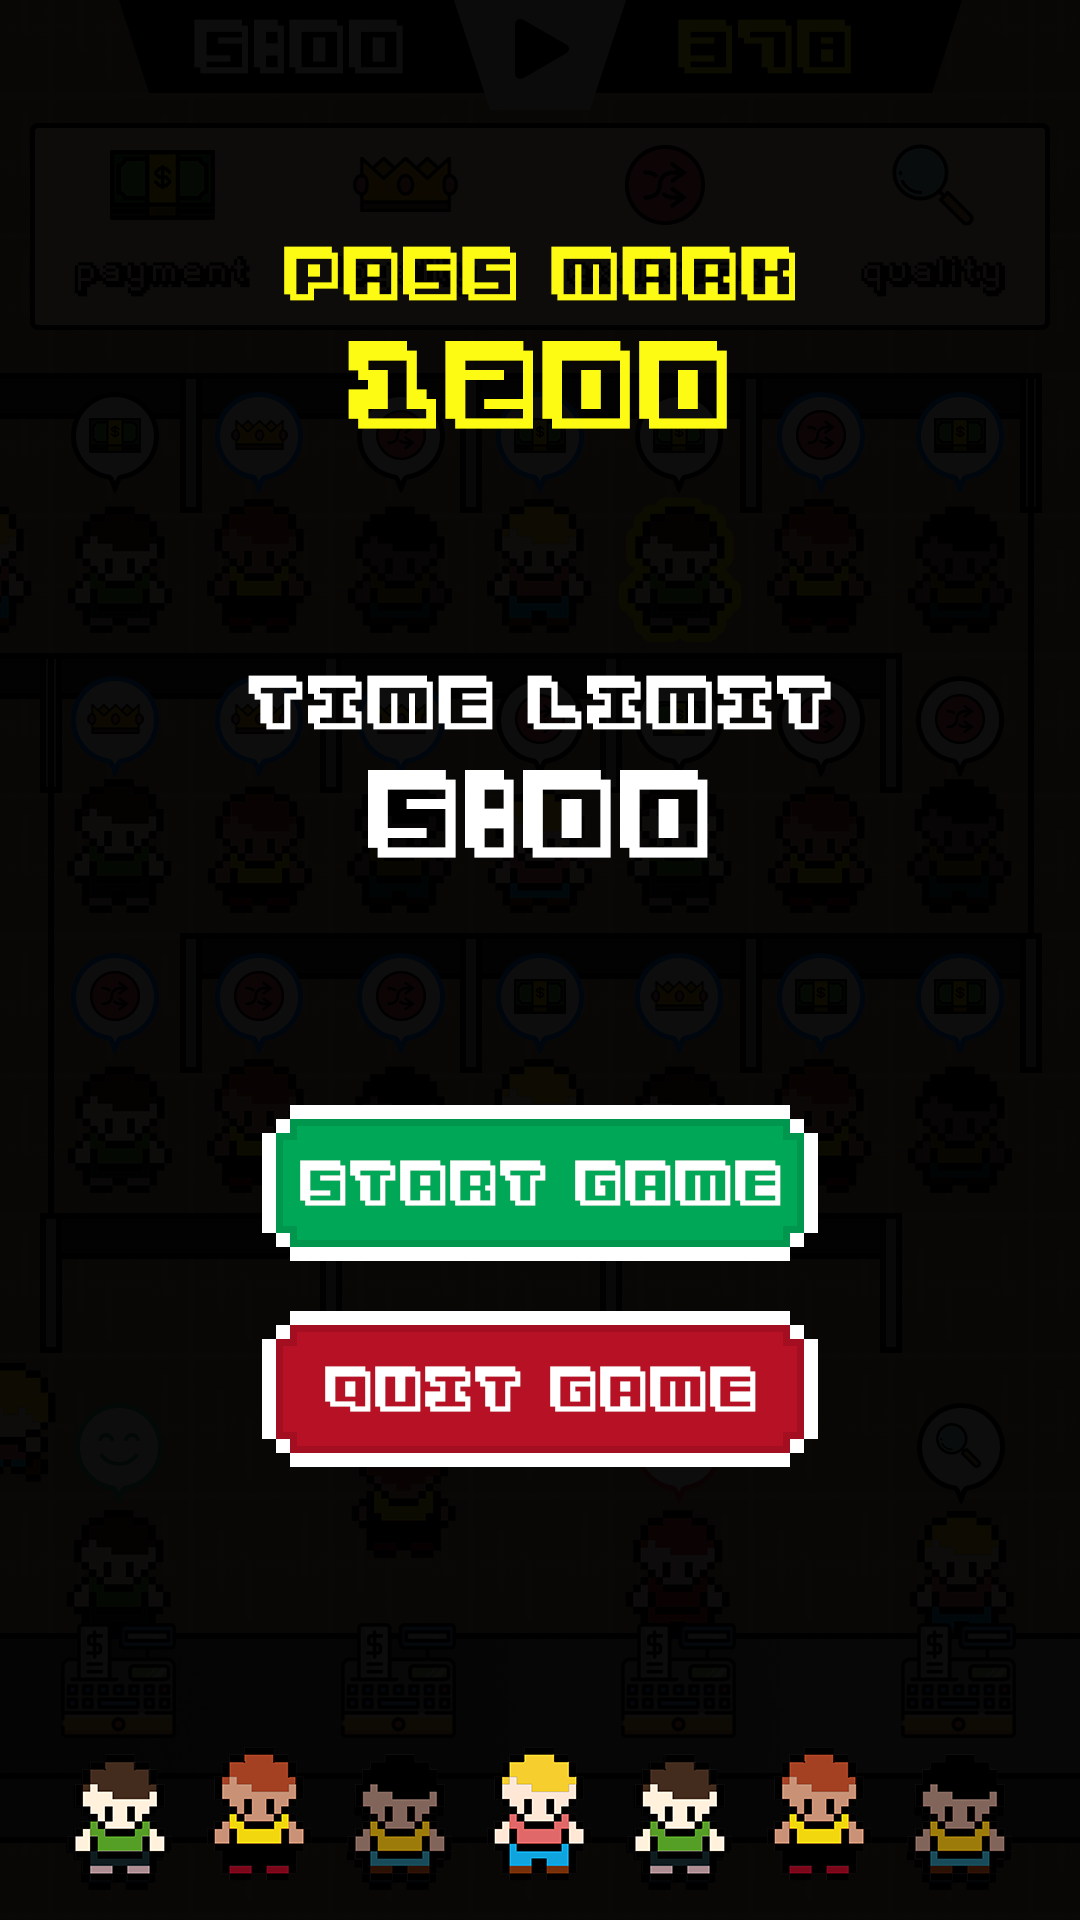 5:00 378
payment quality
PASS MARK
1200
TIME LIMIT
5:00
START GAME
QUIT GAME